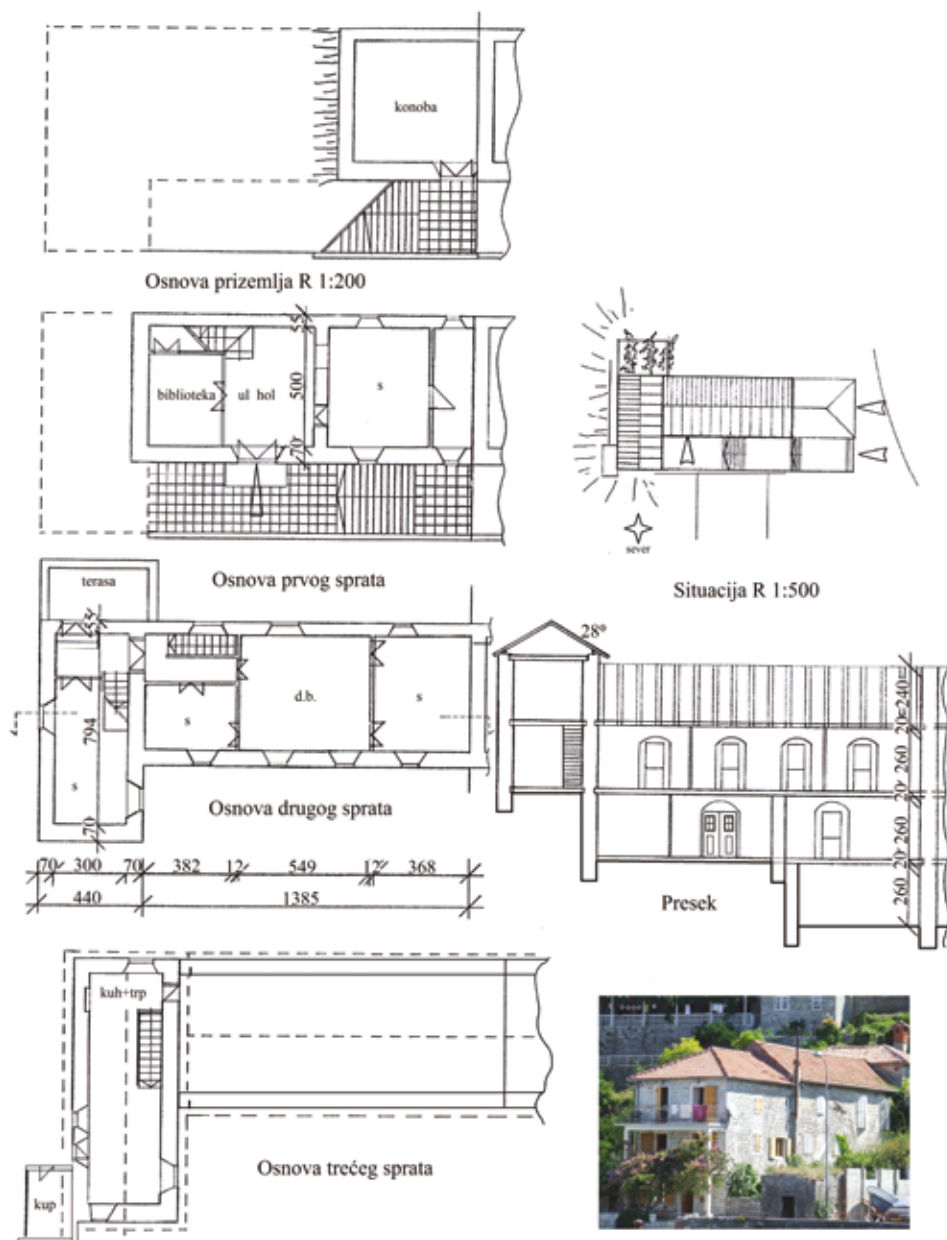 konoba
Osnova prizemlja R 1:200
biblioteka
ul hol
s
55
500
70
sever
Osnova prvog sprata
Situacija R 1:500
terasa
55
794
70
s
s
d.b.
s
Osnova drugog sprata
28°
240
20
260
20
260
20
260
Presek
70 300 70 382 12 549 12 368
440 1385
kuh+trp
kup
Osnova trećeg sprata